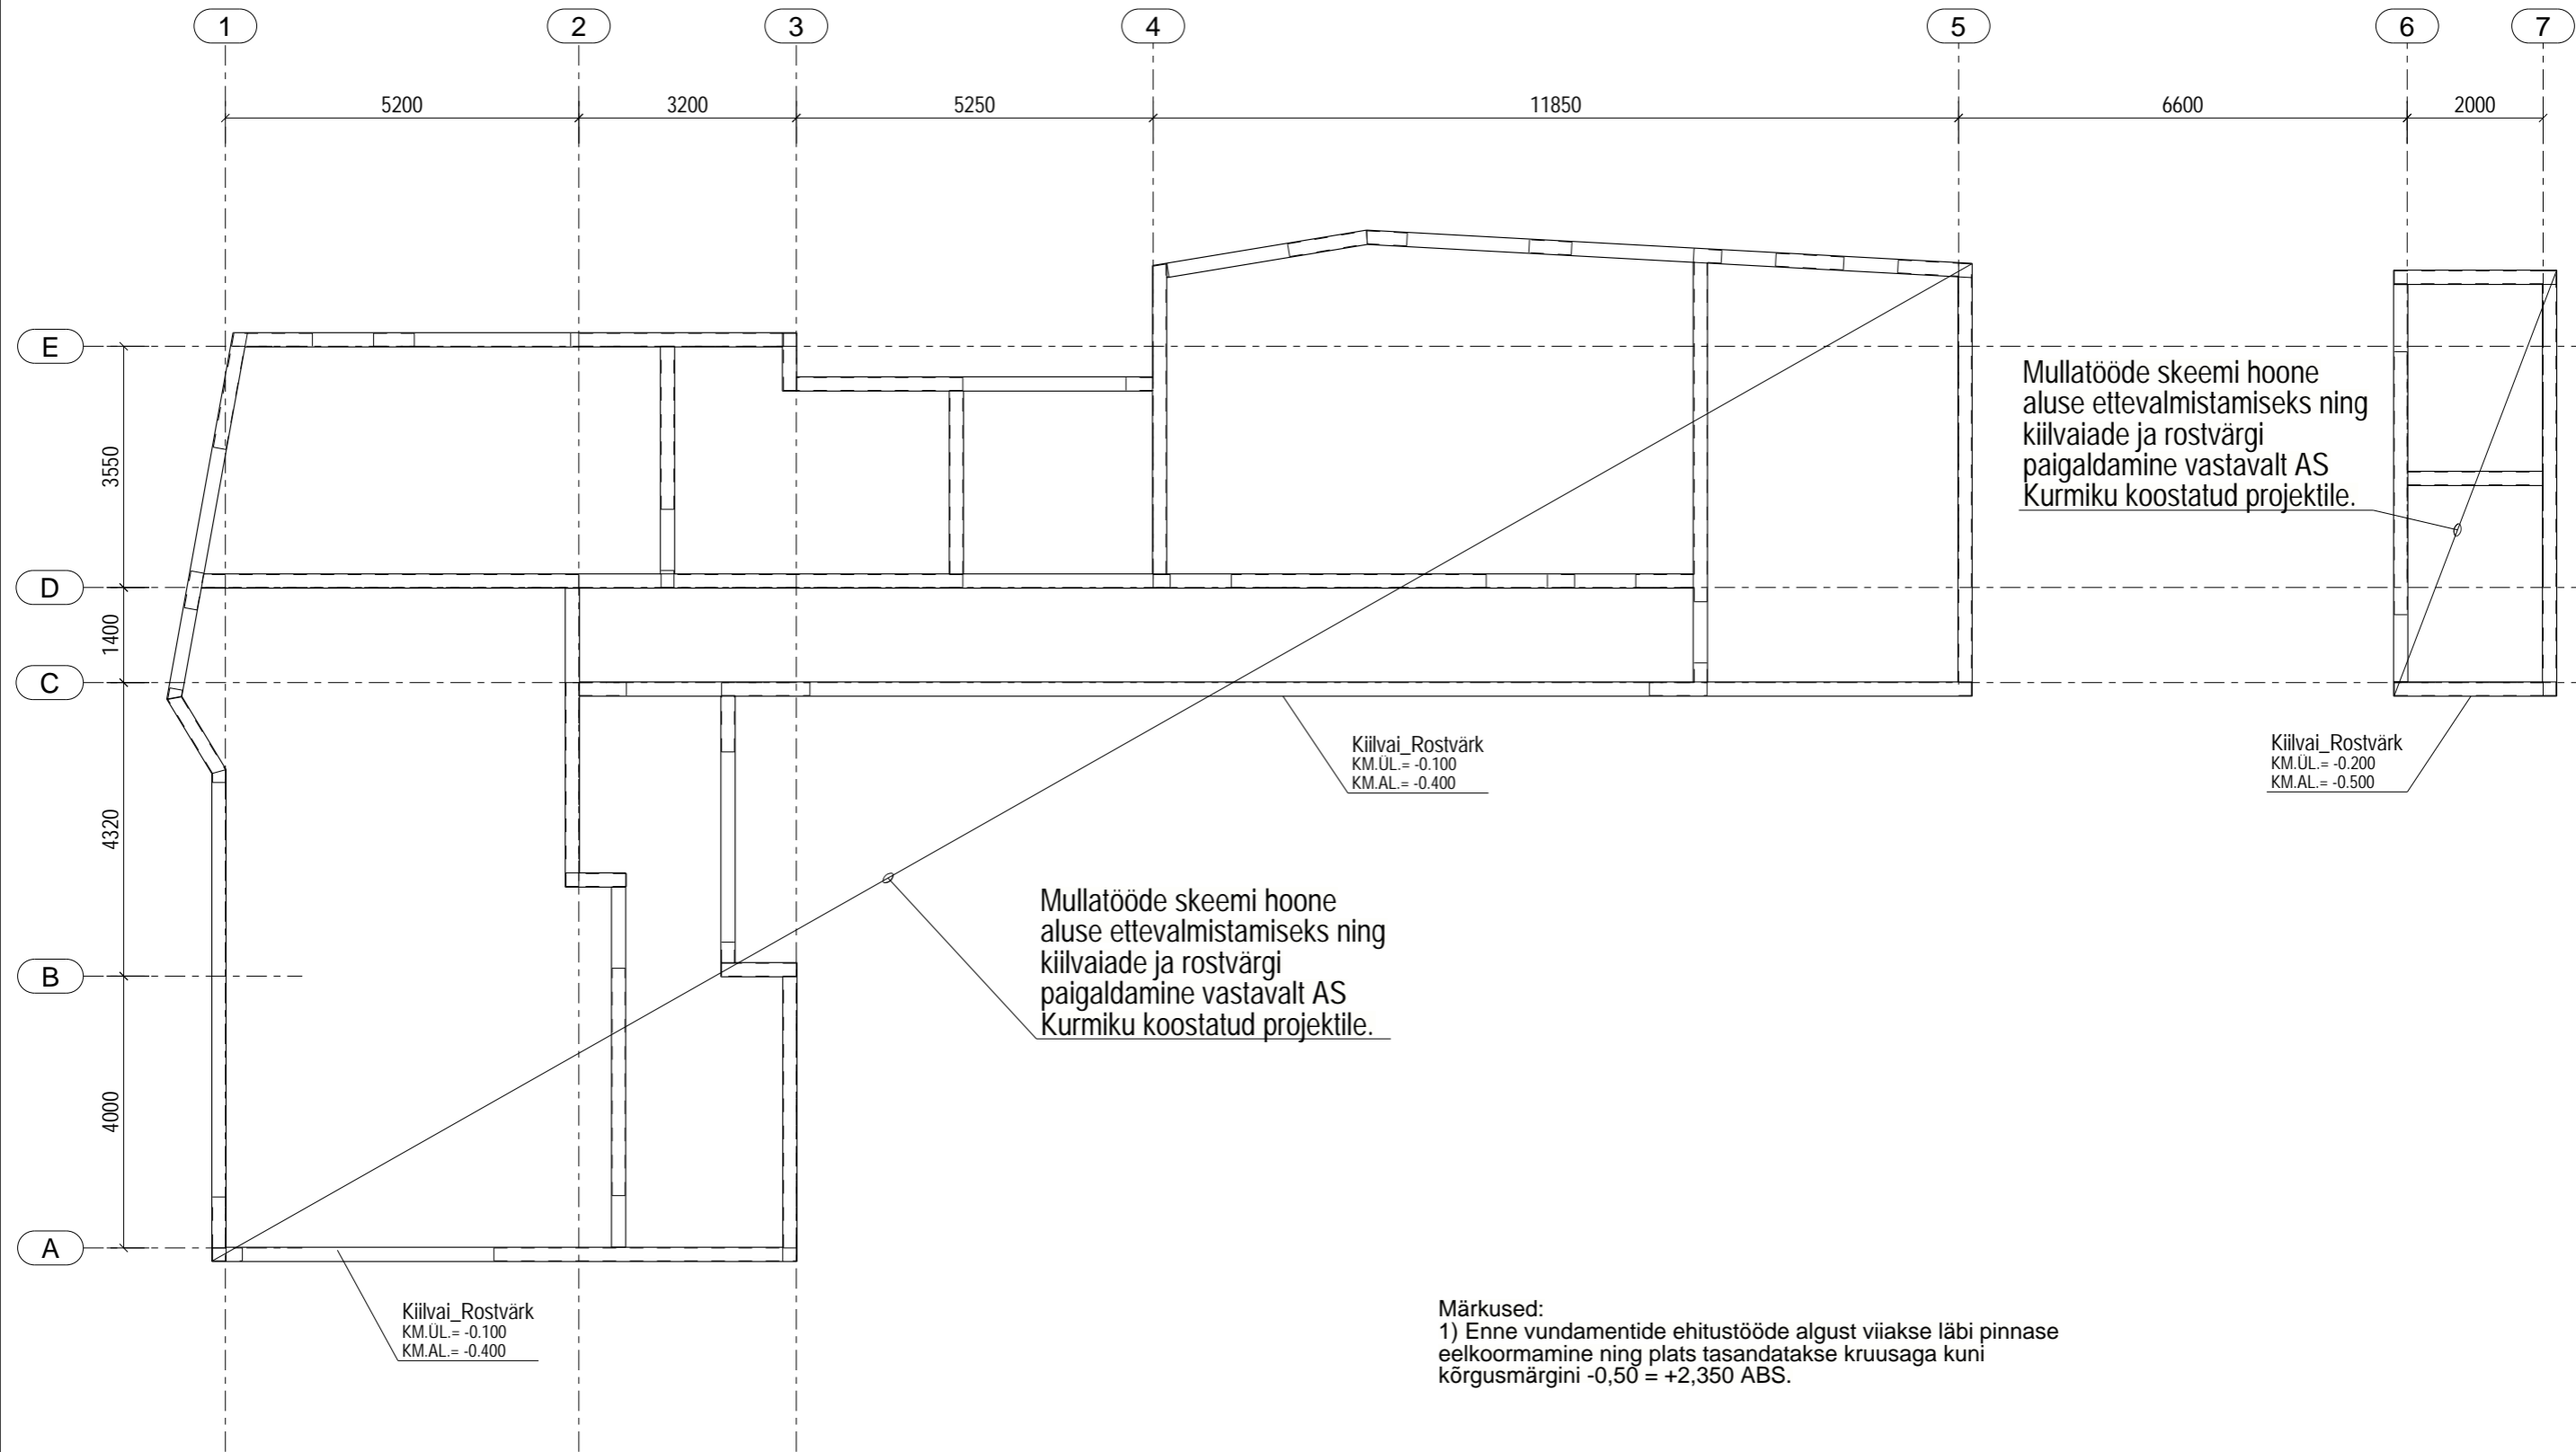 1
2
3
4
5
6
7
5200
3200
5250
11850
6600
2000
E
D
C
B
A
3550
1400
4320
4000
Mullatööde skeemi hoone
aluse ettevalmistamiseks ning
kiilvaiade ja rostvärgi
paigaldamine vastavalt AS
Kurmiku koostatud projektile.
Kiilvai_Rostvärk
KM.ÜL.= -0.100
KM.AL.= -0.400
Kiilvai_Rostvärk
KM.ÜL.= -0.200
KM.AL.= -0.500
Mullatööde skeemi hoone
aluse ettevalmistamiseks ning
kiilvaiade ja rostvärgi
paigaldamine vastavalt AS
Kurmiku koostatud projektile.
Kiilvai_Rostvärk
KM.ÜL.= -0.100
KM.AL.= -0.400
Märkused:
1) Enne vundamentide ehitustööde algust viiakse läbi pinnase
eelkoormamine ning plats tasandatakse kruusaga kuni
kõrgusmärgini -0,50 = +2,350 ABS.